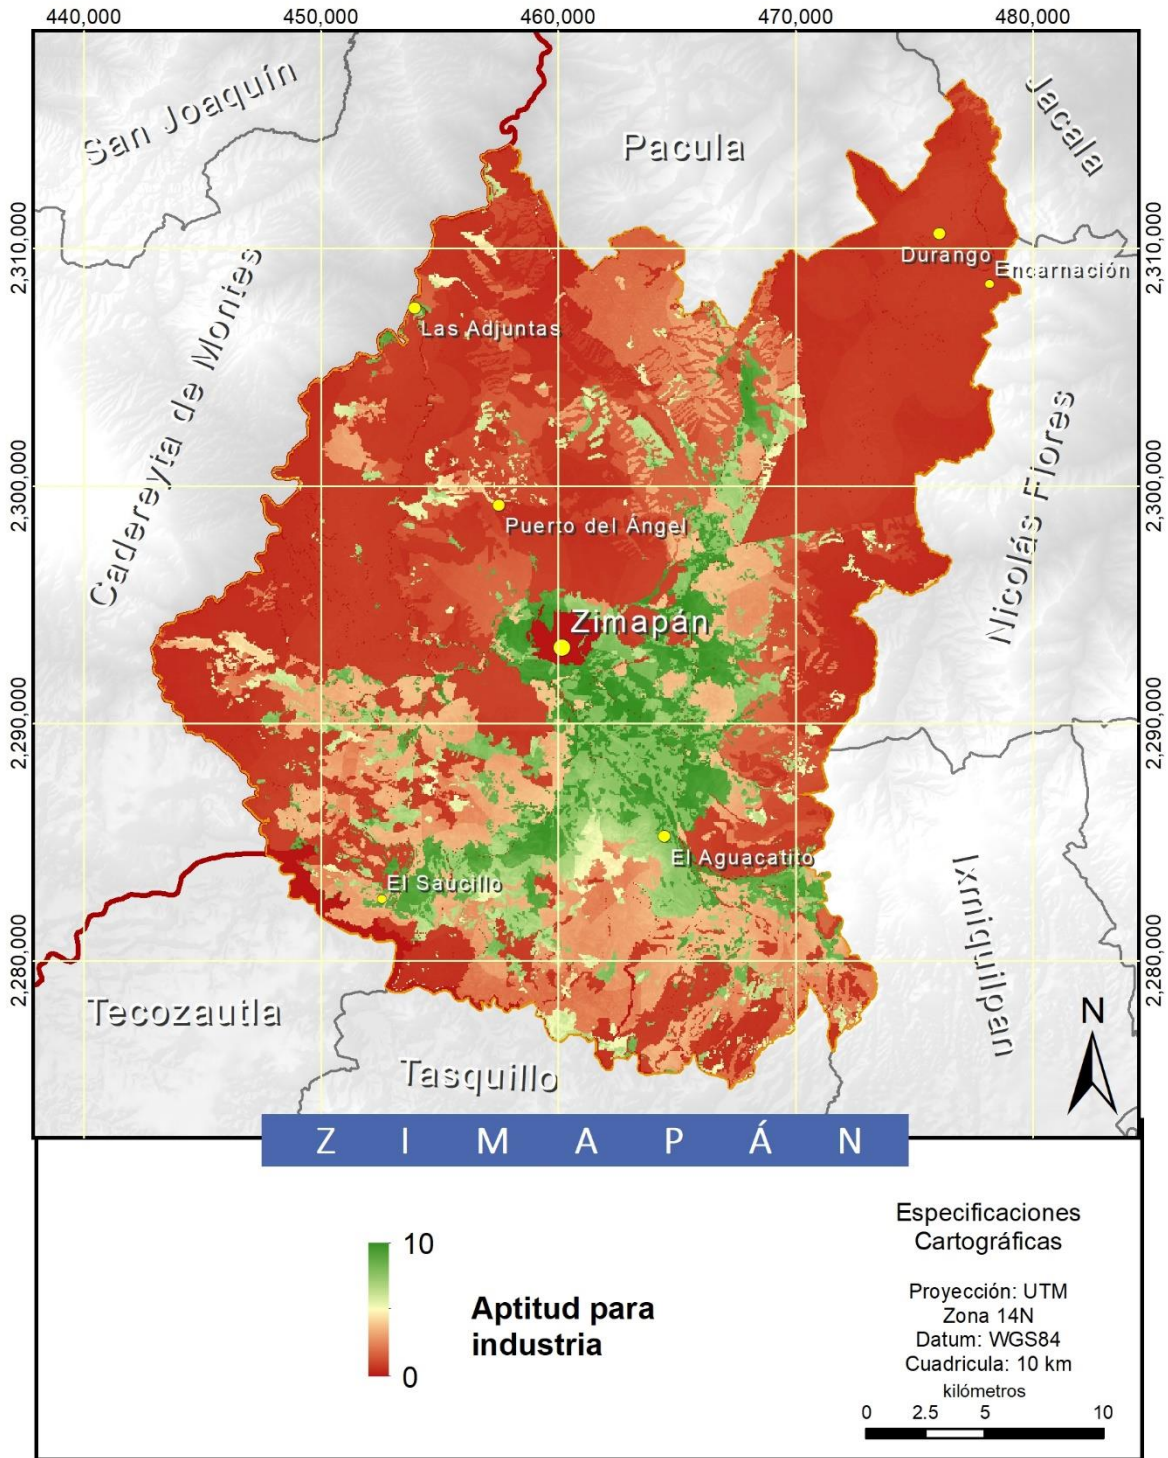 440,000 450,000 460,000 470,000 480,000
San Joaquín
Pacula
Jacala
2,310,000
2,310,000
Durango
Encarnación
Las Adjuntas
Cadereyta de Montes
2,300,000
2,300,000
Puerto del Ángel
Nicolás Flores
Zimapán
2,290,000
2,290,000
El Aguacatito
El Saucillo
Ixmiquilpan
2,280,000
2,280,000
Tecozautla
Tasquillo
N
ZIMAPÁN
10
0
Aptitud para
industria
Especificaciones
Cartográficas
Proyección: UTM
Zona 14N
Datum: WGS84
Cuadricula: 10 km
kilómetros
0 2.5 5 10